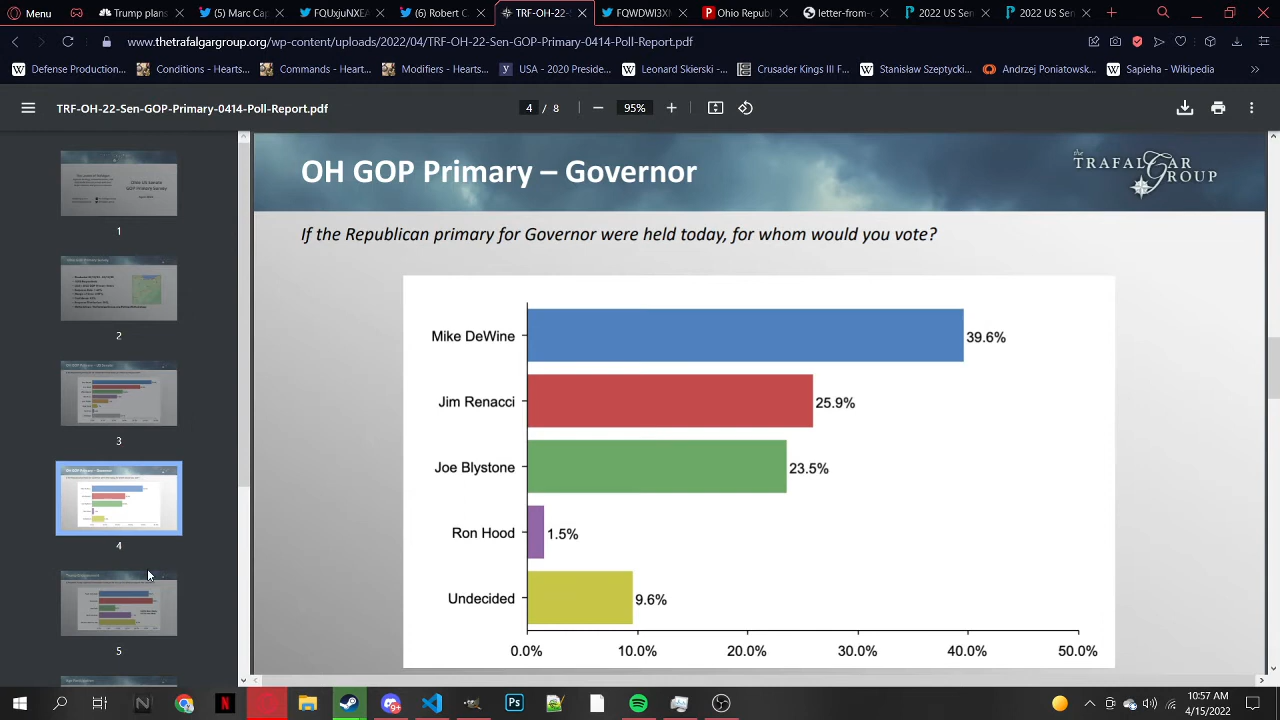 Menu
Trump plans
(5) Marc Cap
FQUxjuNXEA
(6) Robert C
TRF-OH-22-
FQWDWI3XM
Ohio Republ
letter-from-c
2022 US Sen
2022 US Sen
www.thetrafalgargroup.org/wp-content/uploads/2022/04/TRF-OH-22-Sen-GOP-Primary-0414-Poll-Report.pdf
Defense Production...
Conditions - Hearts...
Commands - Heart...
Modifiers - Hearts...
USA - 2020 Preside...
Leonard Skierski -...
Crusader Kings III F...
Stanisław Szeptycki...
Andrzej Poniatows...
Sapieha - Wikipedia
TRF-OH-22-Sen-GOP-Primary-0414-Poll-Report.pdf
4 / 8
95%
OH GOP Primary – Governor
the
TRAFALGAR
GROUP
If the Republican primary for Governor were held today, for whom would you vote?
Mike DeWine
39.6%
Jim Renacci
25.9%
Joe Blystone
23.5%
Ron Hood
1.5%
Undecided
9.6%
0.0%
10.0%
20.0%
30.0%
40.0%
50.0%
1
2
3
4
5
10:57 AM
4/15/2022